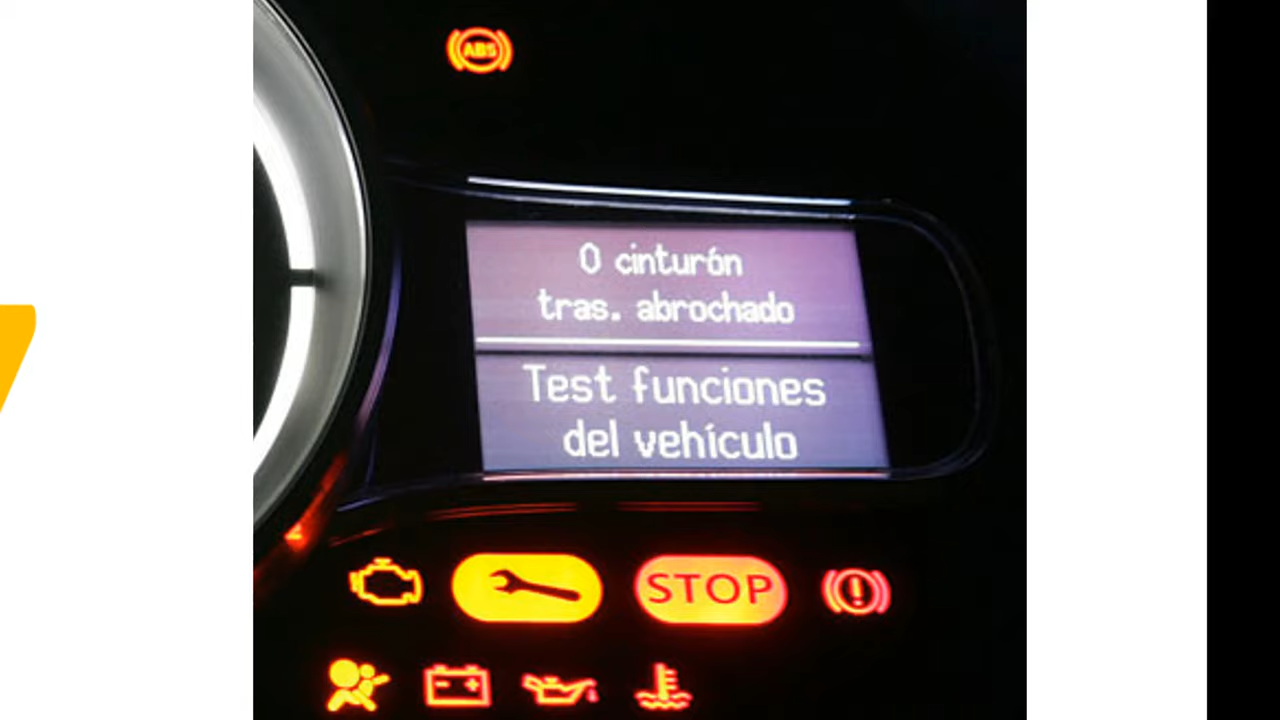 ABS
0 cinturón
tras. abrochado
Test funciones
del vehículo
STOP